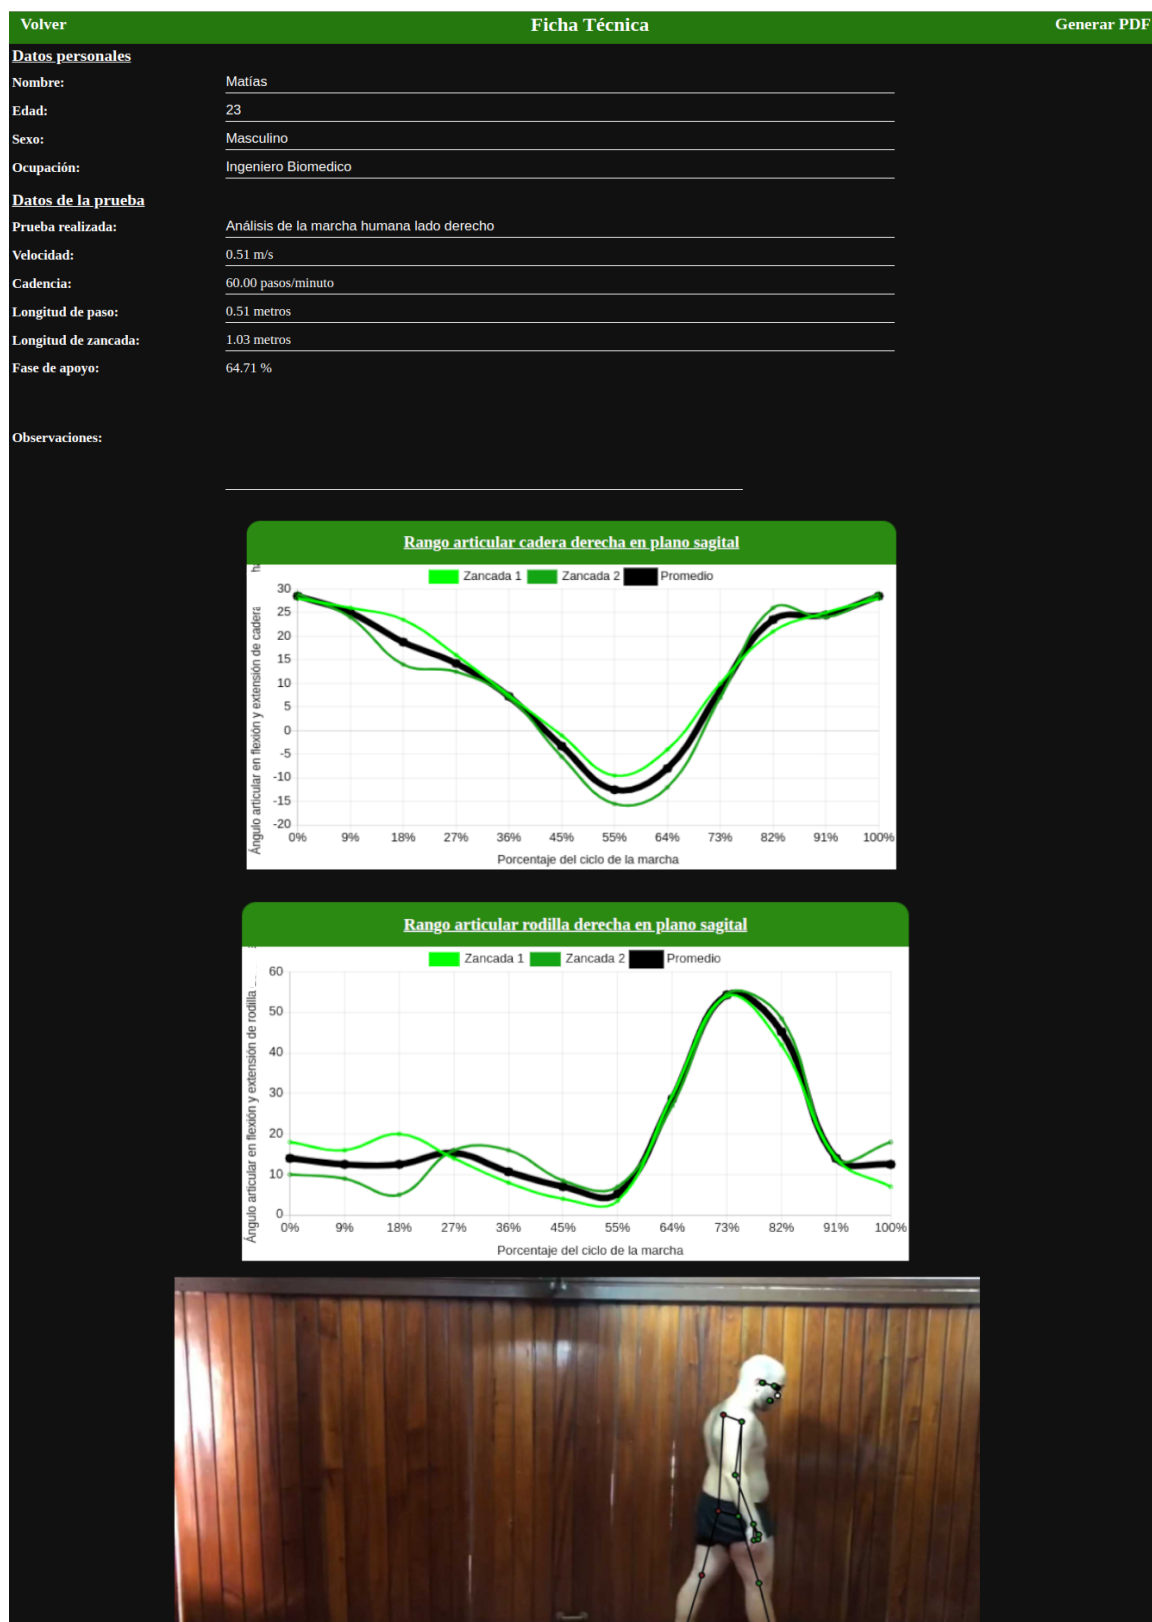 Volver Ficha Técnica Generar PDF
Datos personales
Nombre: Matías
Edad: 23
Sexo: Masculino
Ocupación: Ingeniero Biomedico
Datos de la prueba
Prueba realizada: Análisis de la marcha humana lado derecho
Velocidad: 0.51 m/s
Cadencia: 60.00 pasos/minuto
Longitud de paso: 0.51 metros
Longitud de zancada: 1.03 metros
Fase de apoyo: 64.71 %
Observaciones:
Rango articular cadera derecha en plano sagital
Zancada 1 Zancada 2 Promedio
Ángulo articular en flexión y extensión de cadera
30
25
20
15
10
5
0
-5
-10
-15
-20
0% 9% 18% 27% 36% 45% 55% 64% 73% 82% 91% 100%
Porcentaje del ciclo de la marcha
Rango articular rodilla derecha en plano sagital
Zancada 1 Zancada 2 Promedio
Ángulo articular en flexión y extensión de rodilla
60
50
40
30
20
10
0
0% 9% 18% 27% 36% 45% 55% 64% 73% 82% 91% 100%
Porcentaje del ciclo de la marcha